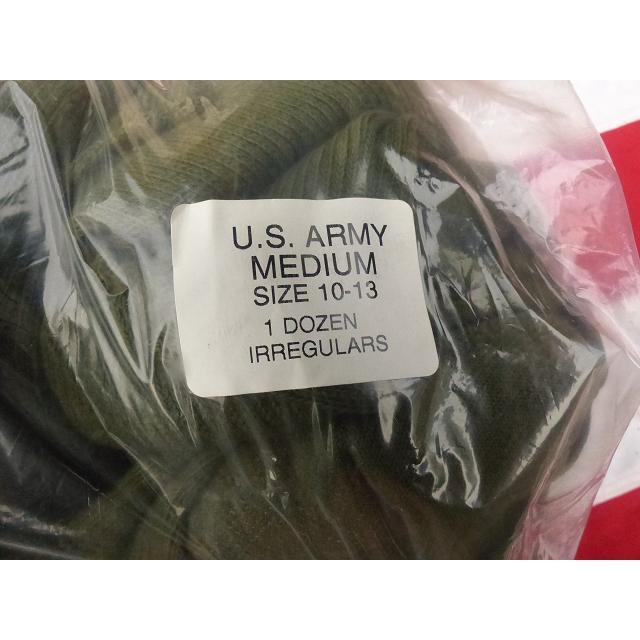 U.S. ARMY
MEDIUM
SIZE 10-13
1 DOZEN
IRREGULARS